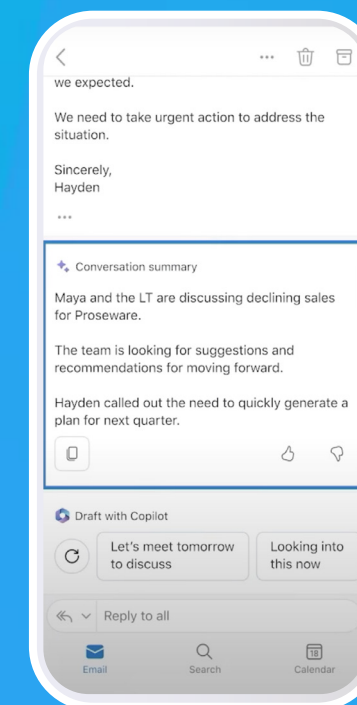 we expected.
We need to take urgent action to address the
situation.
Sincerely,
Hayden
Conversation summary
Maya and the LT are discussing declining sales
for Proseware.
The team is looking for suggestions and
recommendations for moving forward.
Hayden called out the need to quickly generate a
plan for next quarter.
Draft with Copilot
Let's meet tomorrow
to discuss
Looking into
this now
Reply to all
18
Email
Search
Calendar